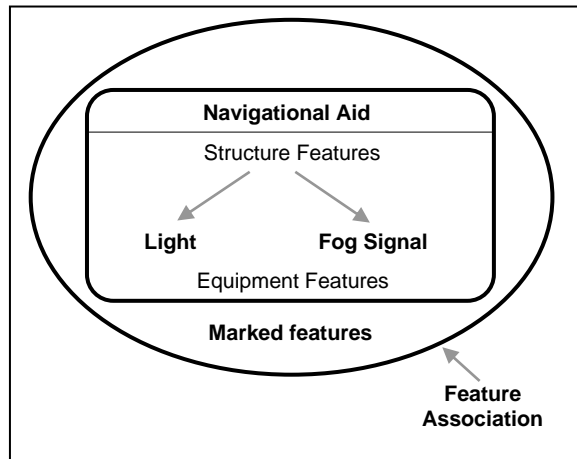 Navigational Aid
Structure Features
Light Fog Signal
Equipment Features
Marked features
Feature
Association